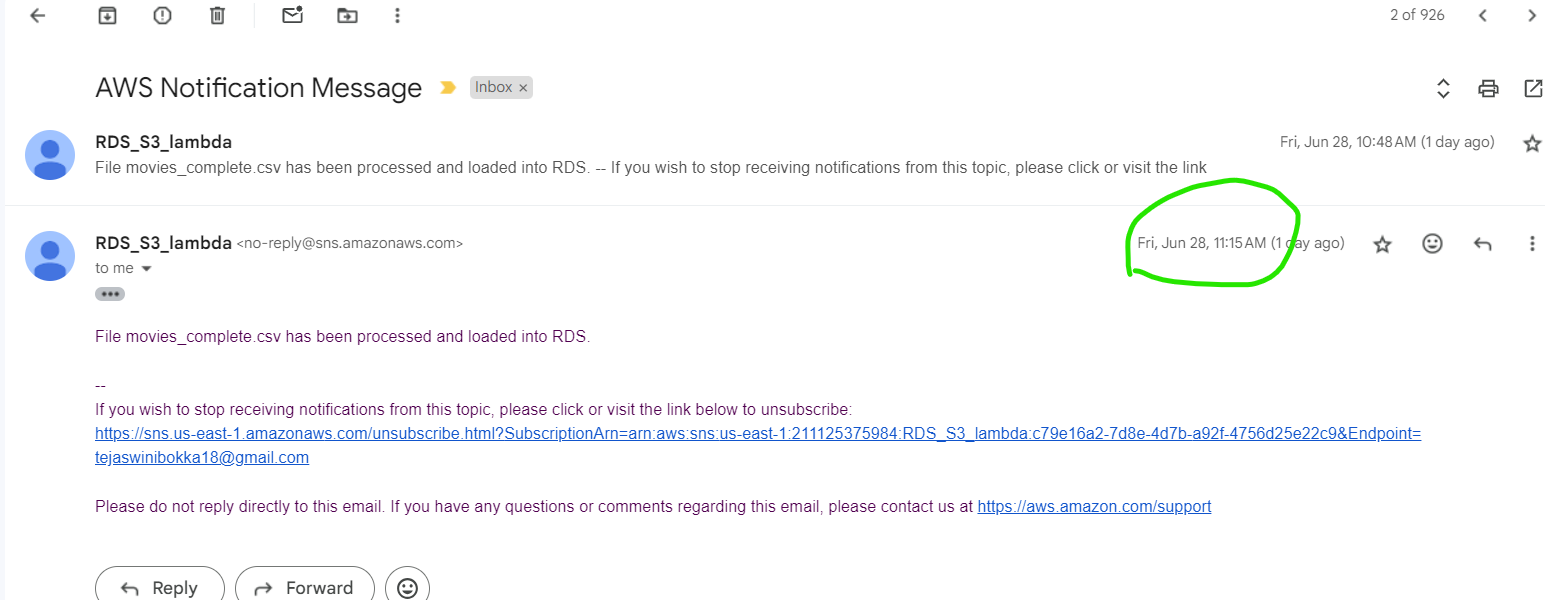 2 of 926
AWS Notification Message
Inbox ×
RDS_S3_lambda
Fri, Jun 28, 10:48 AM (1 day ago)
File movies_complete.csv has been processed and loaded into RDS. -- If you wish to stop receiving notifications from this topic, please click or visit the link
RDS_S3_lambda <no-reply@sns.amazonaws.com>
Fri, Jun 28, 11:15 AM (1 day ago)
to me
File movies_complete.csv has been processed and loaded into RDS.
--
If you wish to stop receiving notifications from this topic, please click or visit the link below to unsubscribe:
https://sns.us-east-1.amazonaws.com/unsubscribe.html?SubscriptionArn=arn:aws:sns:us-east-1:211125375984:RDS_S3_lambda:c79e16a2-7d8e-4d7b-a92f-4756d25e22c9&Endpoint=
tejaswinibokka18@gmail.com
Please do not reply directly to this email. If you have any questions or comments regarding this email, please contact us at https://aws.amazon.com/support
Reply
Forward